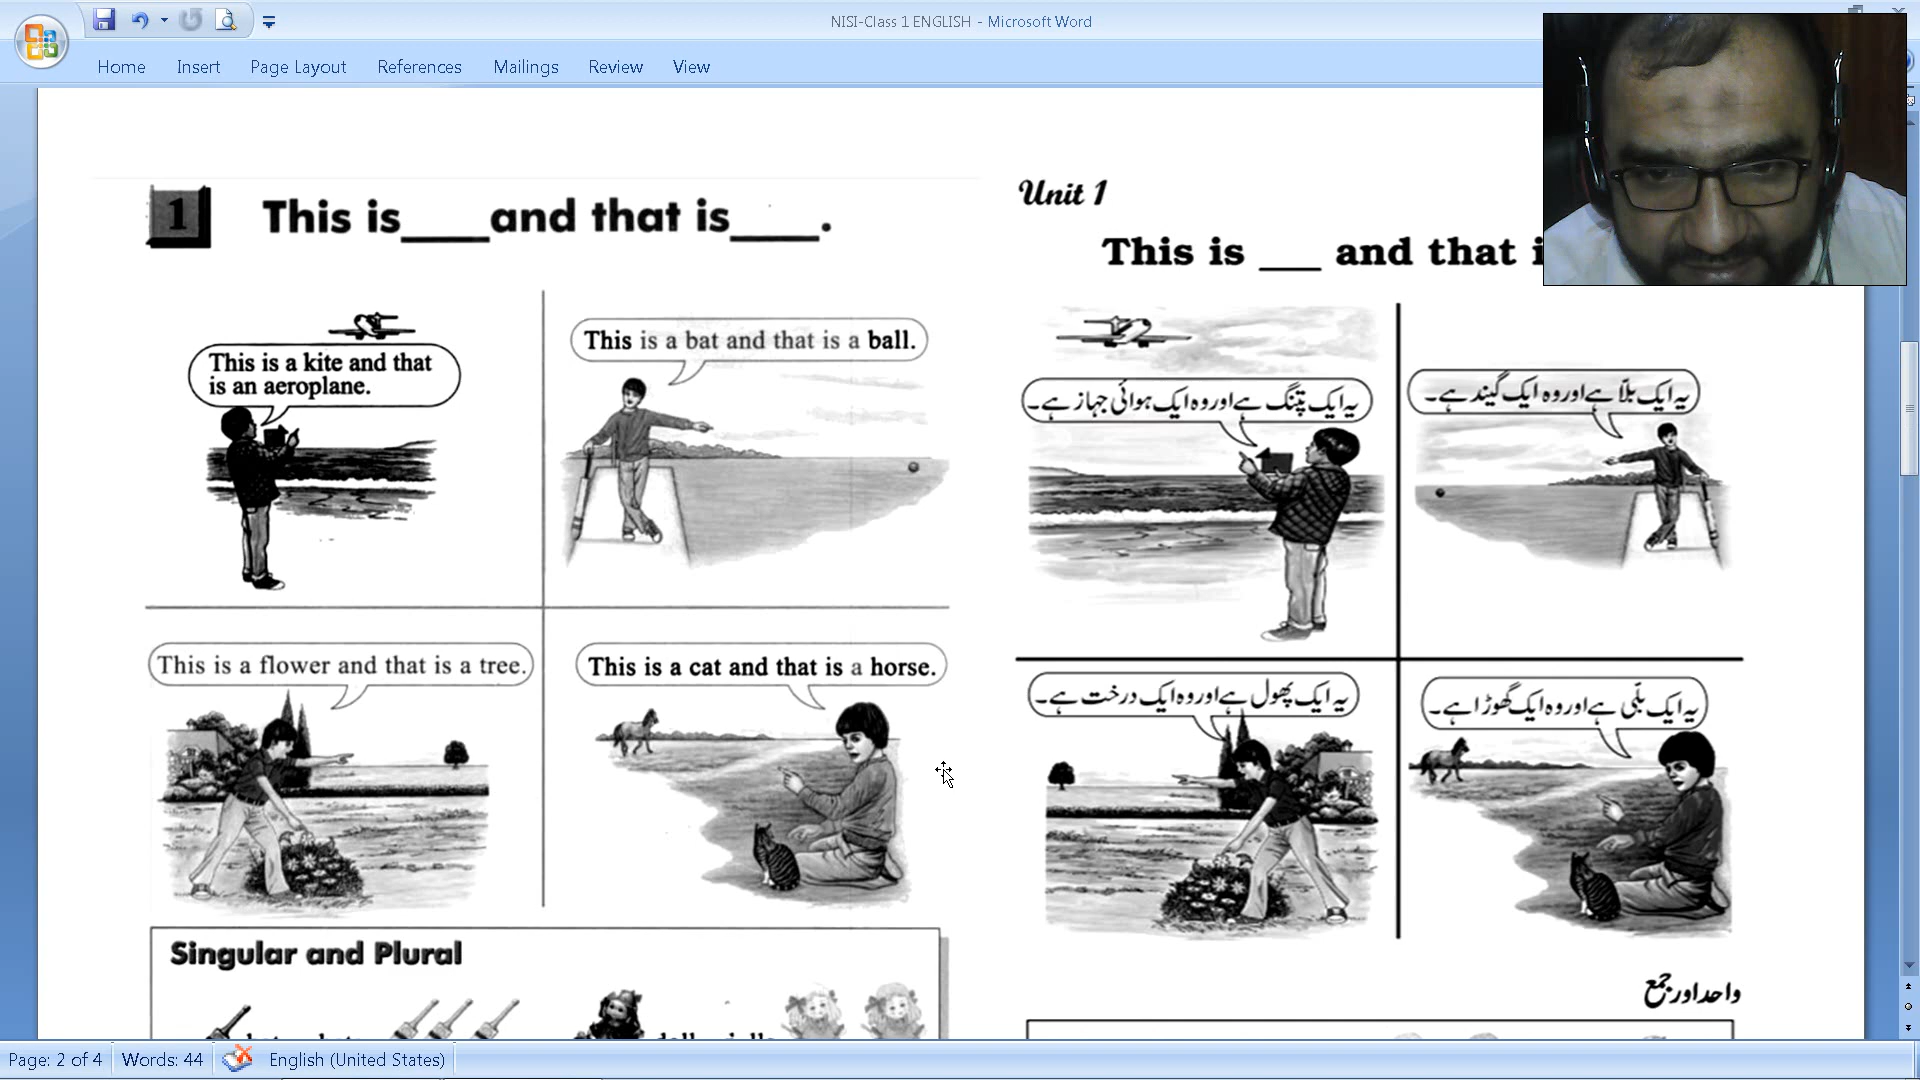 NISI-Class 1 ENGLISH - Microsoft Word
Home Insert Page Layout References Mailings Review View
1 This is____and that is____.
This is a kite and that
is an aeroplane.
This is a bat and that is a ball.
This is a flower and that is a tree.
This is a cat and that is a horse.
Singular and Plural
Unit 1
This is ___ and that i
یہ ایک پتنگ ہے اور وہ ایک ہوائی جہاز ہے۔
یہ ایک بلّا ہے اور وہ ایک گیند ہے۔
یہ ایک پھول ہے اور وہ ایک درخت ہے۔
یہ ایک بلّی ہے اور وہ ایک گھوڑا ہے۔
واحد اور جمع
Page: 2 of 4 Words: 44 English (United States)